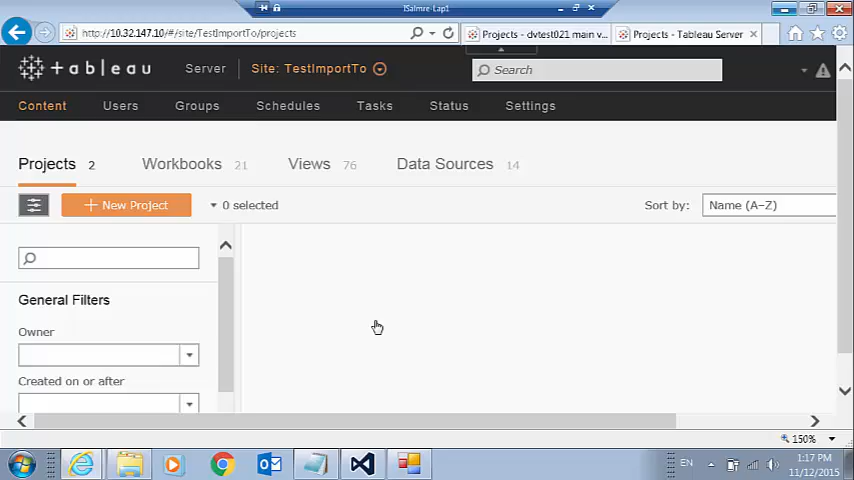 ISalmre-Lap1
http://10.32.147.10/#/site/TestImportTo/projects
Projects - dvtest021 main v...
Projects - Tableau Server
+ a b l e a u
Server
Site: TestImportTo
Search
Content
Users
Groups
Schedules
Tasks
Status
Settings
Projects 2
Workbooks 21
Views 76
Data Sources 14
+ New Project
0 selected
Sort by:
Name (A–Z)
General Filters
Owner
Created on or after
150%
EN
1:17 PM
11/12/2015